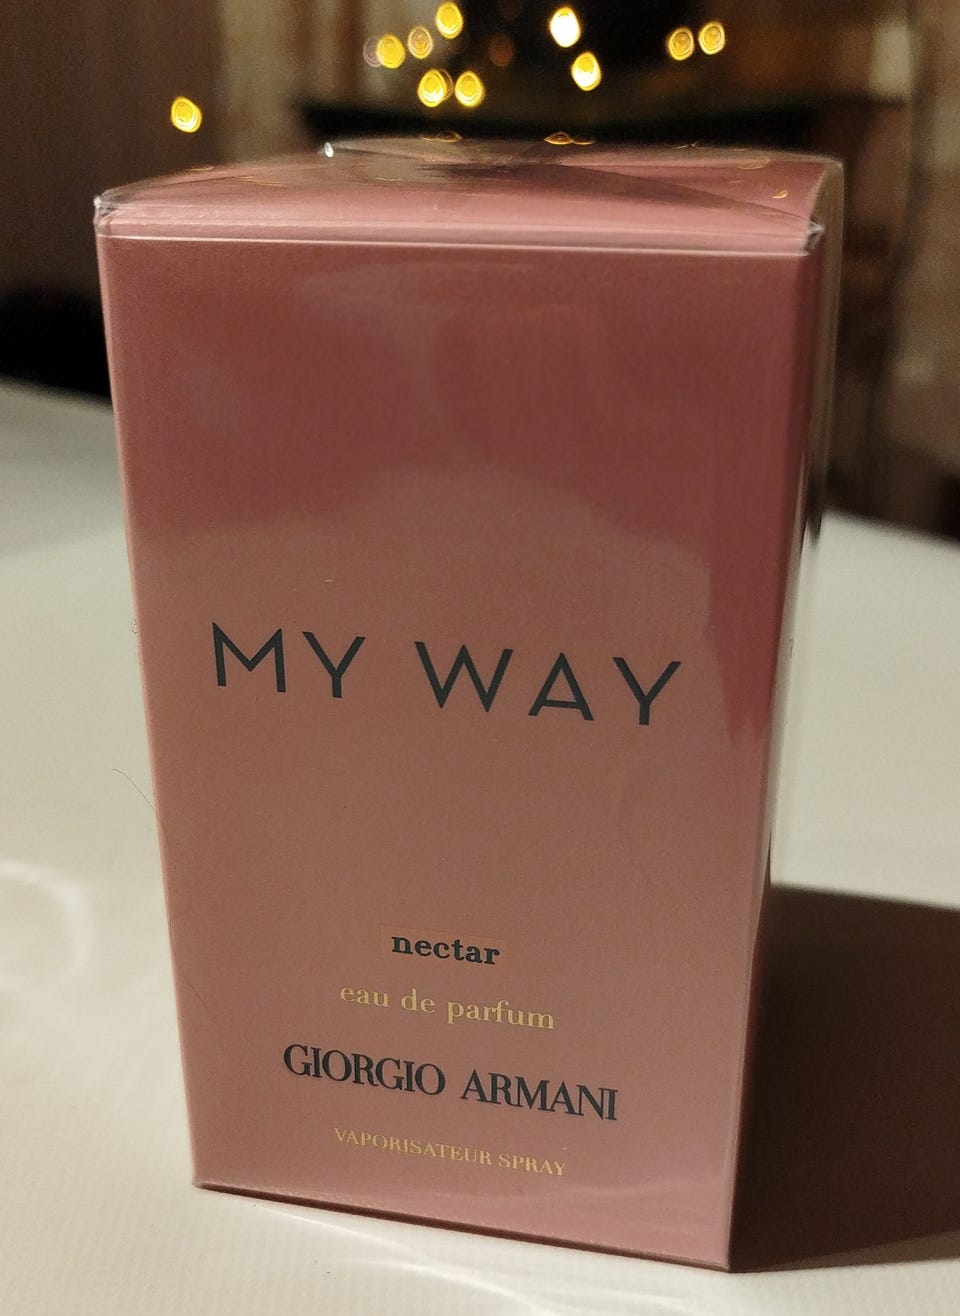 MY WAY
nectar
eau de parfum
GIORGIO ARMANI
VAPORISATEUR SPRAY